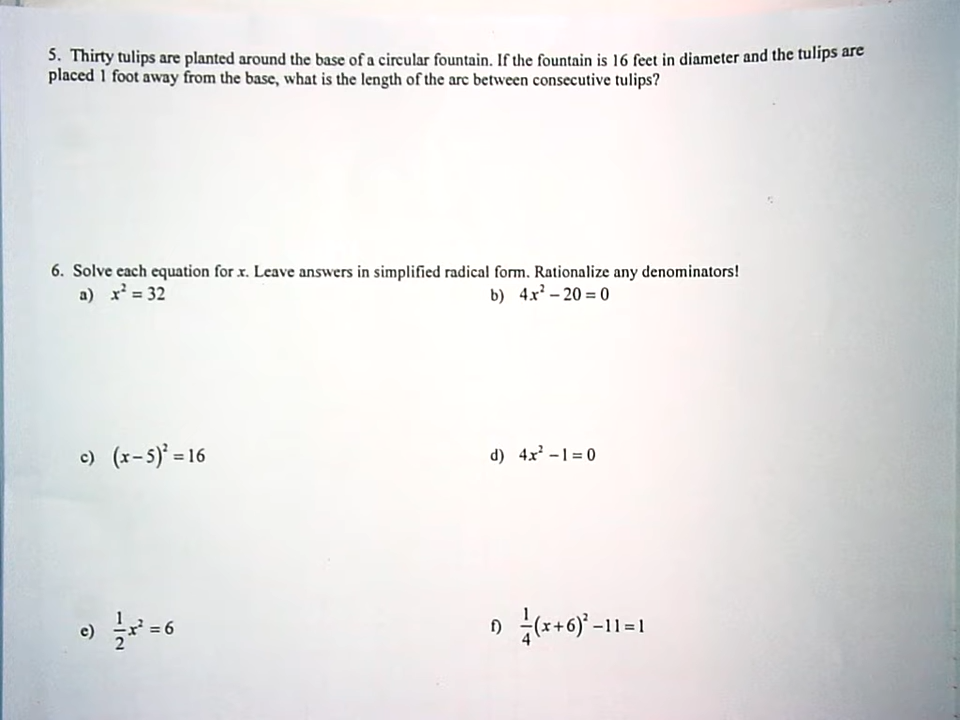 5. Thirty tulips are planted around the base of a circular fountain. If the fountain is 16 feet in diameter and the tulips are
placed 1 foot away from the base, what is the length of the arc between consecutive tulips?
6. Solve each equation for x. Leave answers in simplified radical form. Rationalize any denominators!
a) x² = 32
b) 4x² – 20 = 0
c) (x – 5)² = 16
d) 4x² – 1 = 0
e) 1/2 x² = 6
f) 1/4 (x + 6)² – 11 = 1